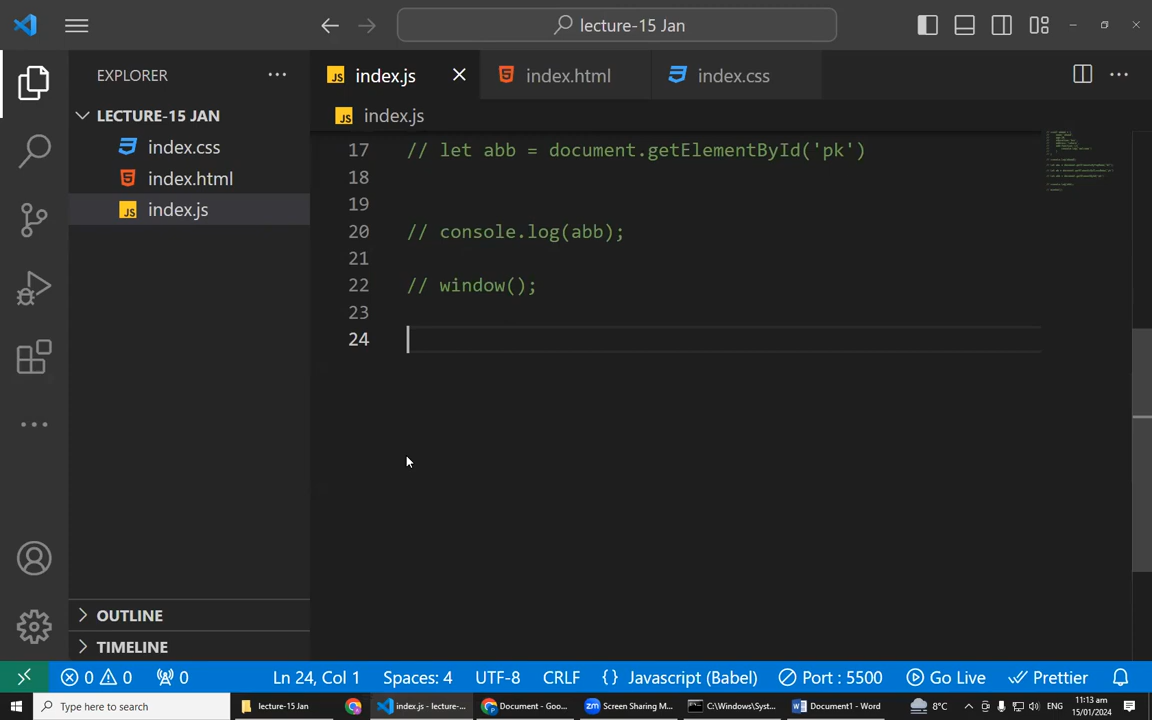 lecture-15 Jan
EXPLORER
index.js
index.html
index.css
LECTURE-15 JAN
index.js
index.css
index.html
index.js
17 // let abb = document.getElementById('pk')
18
19
20 // console.log(abb);
21
22 // window();
23
24
OUTLINE
TIMELINE
0 0 0 Ln 24, Col 1 Spaces: 4 UTF-8 CRLF {} Javascript (Babel) Port : 5500 Go Live Prettier
Type here to search lecture-15 Jan index.js - lecture-... Document - Goo... Screen Sharing M... C:\Windows\Syst... Document1 - Word 8°C ENG 11:13 am
15/01/2024